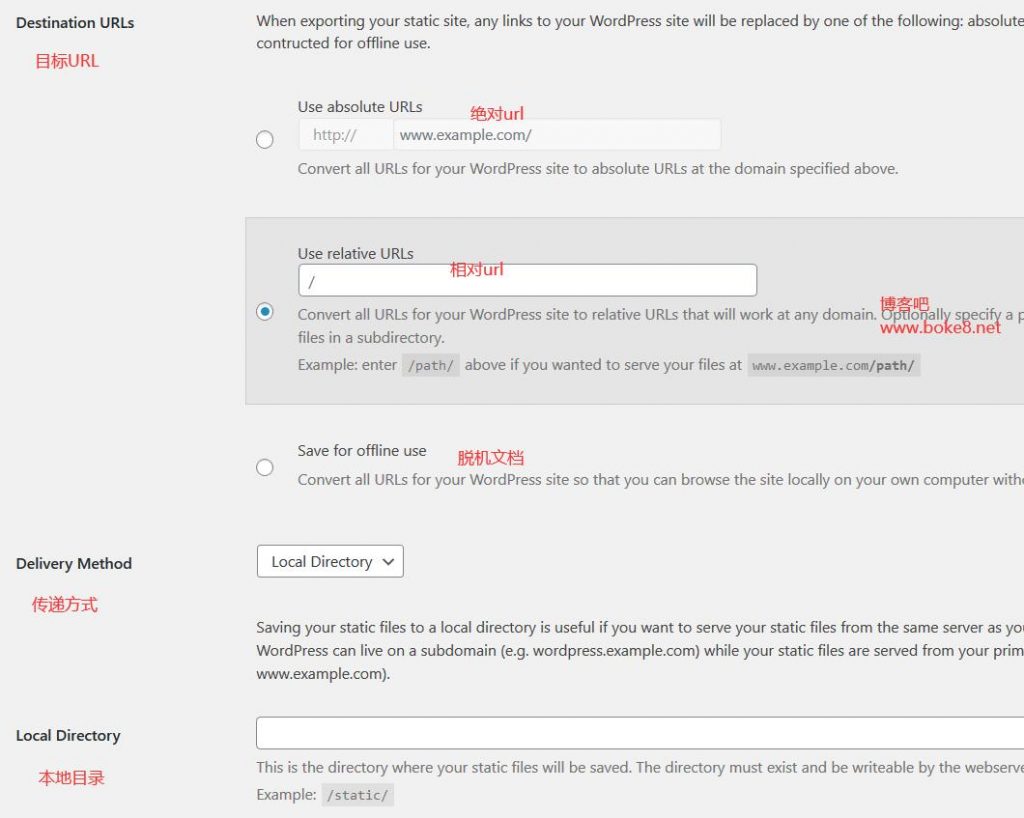 Destination URLs
目标URL
When exporting your static site, any links to your WordPress site will be replaced by one of the following: absolute
contructed for offline use.
Use absolute URLs
绝对url
http://
www.example.com/
Convert all URLs for your WordPress site to absolute URLs at the domain specified above.
Use relative URLs
相对url
/
Convert all URLs for your WordPress site to relative URLs that will work at any domain. Optionally specify a p
files in a subdirectory.
博客吧
www.boke8.net
Example: enter /path/ above if you wanted to serve your files at www.example.com/path/
Save for offline use
脱机文档
Convert all URLs for your WordPress site so that you can browse the site locally on your own computer witho
Delivery Method
传递方式
Local Directory
Saving your static files to a local directory is useful if you want to serve your static files from the same server as you
WordPress can live on a subdomain (e.g. wordpress.example.com) while your static files are served from your prim
www.example.com).
Local Directory
本地目录
This is the directory where your static files will be saved. The directory must exist and be writeable by the webserve
Example: /static/